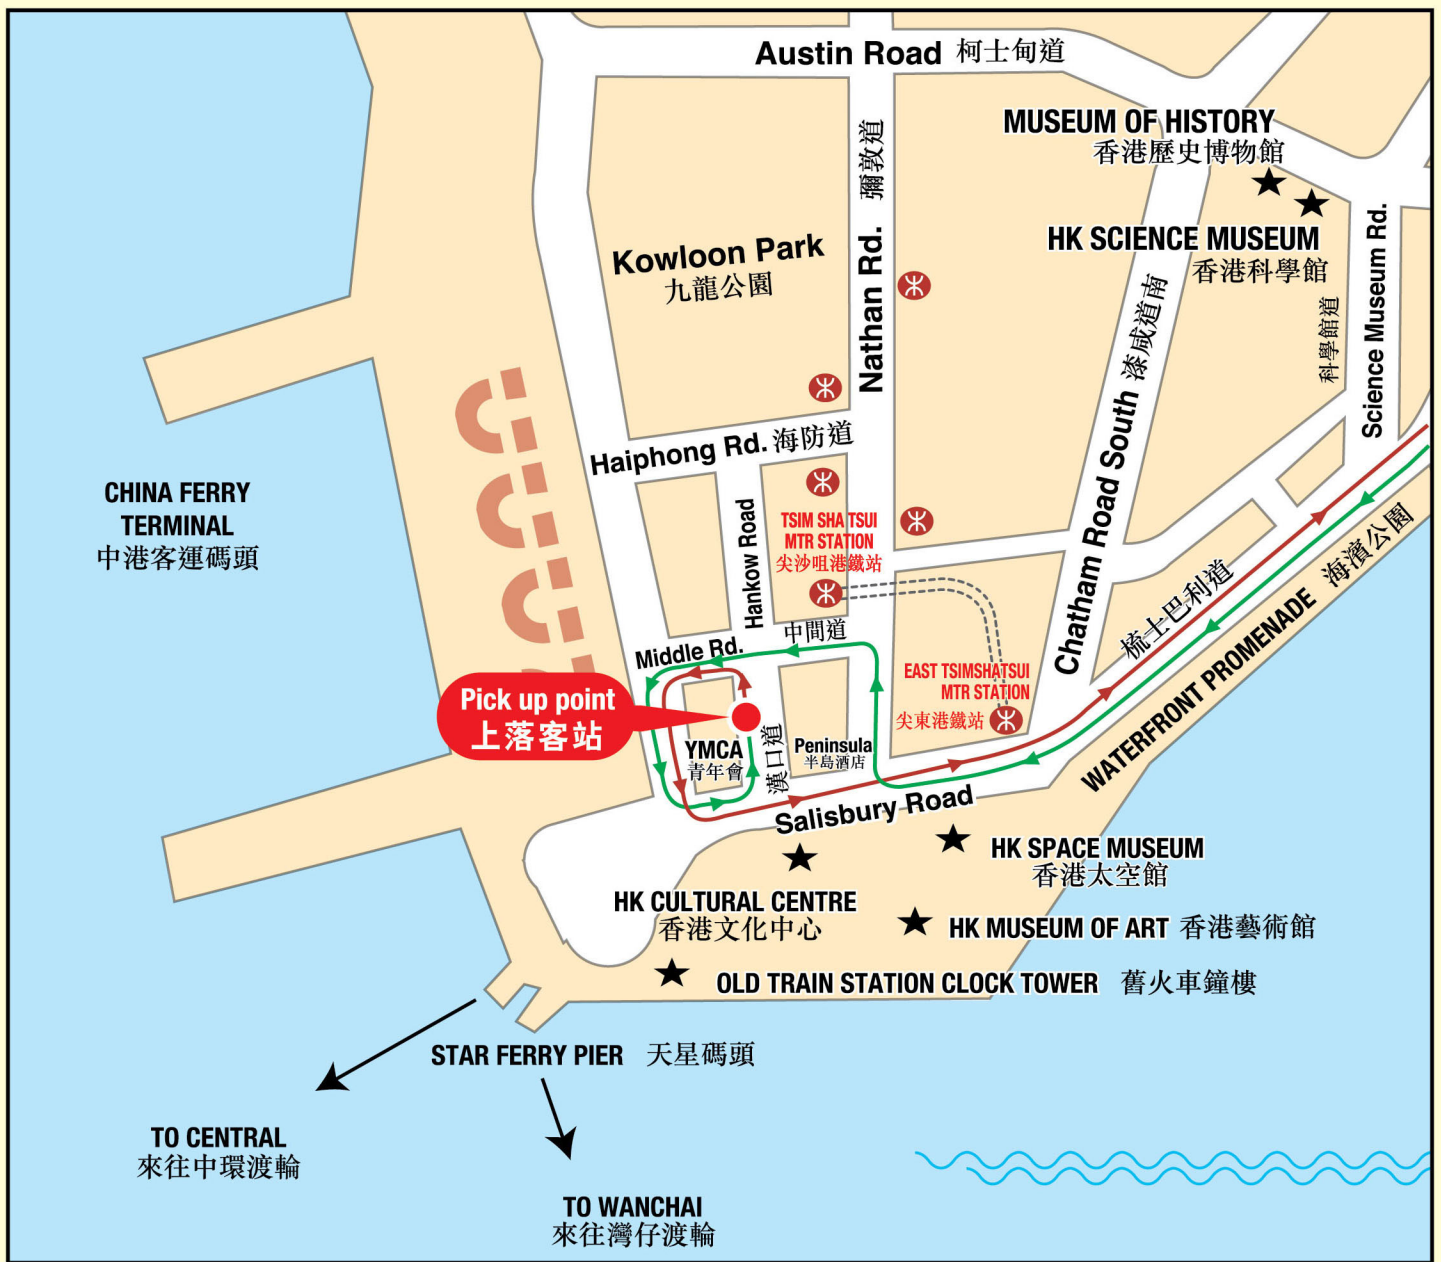 Austin Road 柯士甸道
MUSEUM OF HISTORY
香港歷史博物館
彌敦道
Nathan Rd.
Kowloon Park
九龍公園
HK SCIENCE MUSEUM
香港科學館
Science Museum Rd.
科學館道
Chatham Road South 漆咸道南
Haiphong Rd. 海防道
CHINA FERRY
TERMINAL
中港客運碼頭
Hankow Road
TSIM SHA TSUI
MTR STATION
尖沙咀港鐵站
Middle Rd.
中間道
EAST TSIMSHATSUI
MTR STATION
尖東港鐵站
梳士巴利道
WATERFRONT PROMENADE 海濱公園
Pick up point
上落客站
YMCA
青年會
漢口道
Peninsula
半島酒店
Salisbury Road
HK SPACE MUSEUM
香港太空館
HK CULTURAL CENTRE
香港文化中心
HK MUSEUM OF ART 香港藝術館
OLD TRAIN STATION CLOCK TOWER 舊火車鐘樓
STAR FERRY PIER 天星碼頭
TO CENTRAL
來往中環渡輪
TO WANCHAI
來往灣仔渡輪